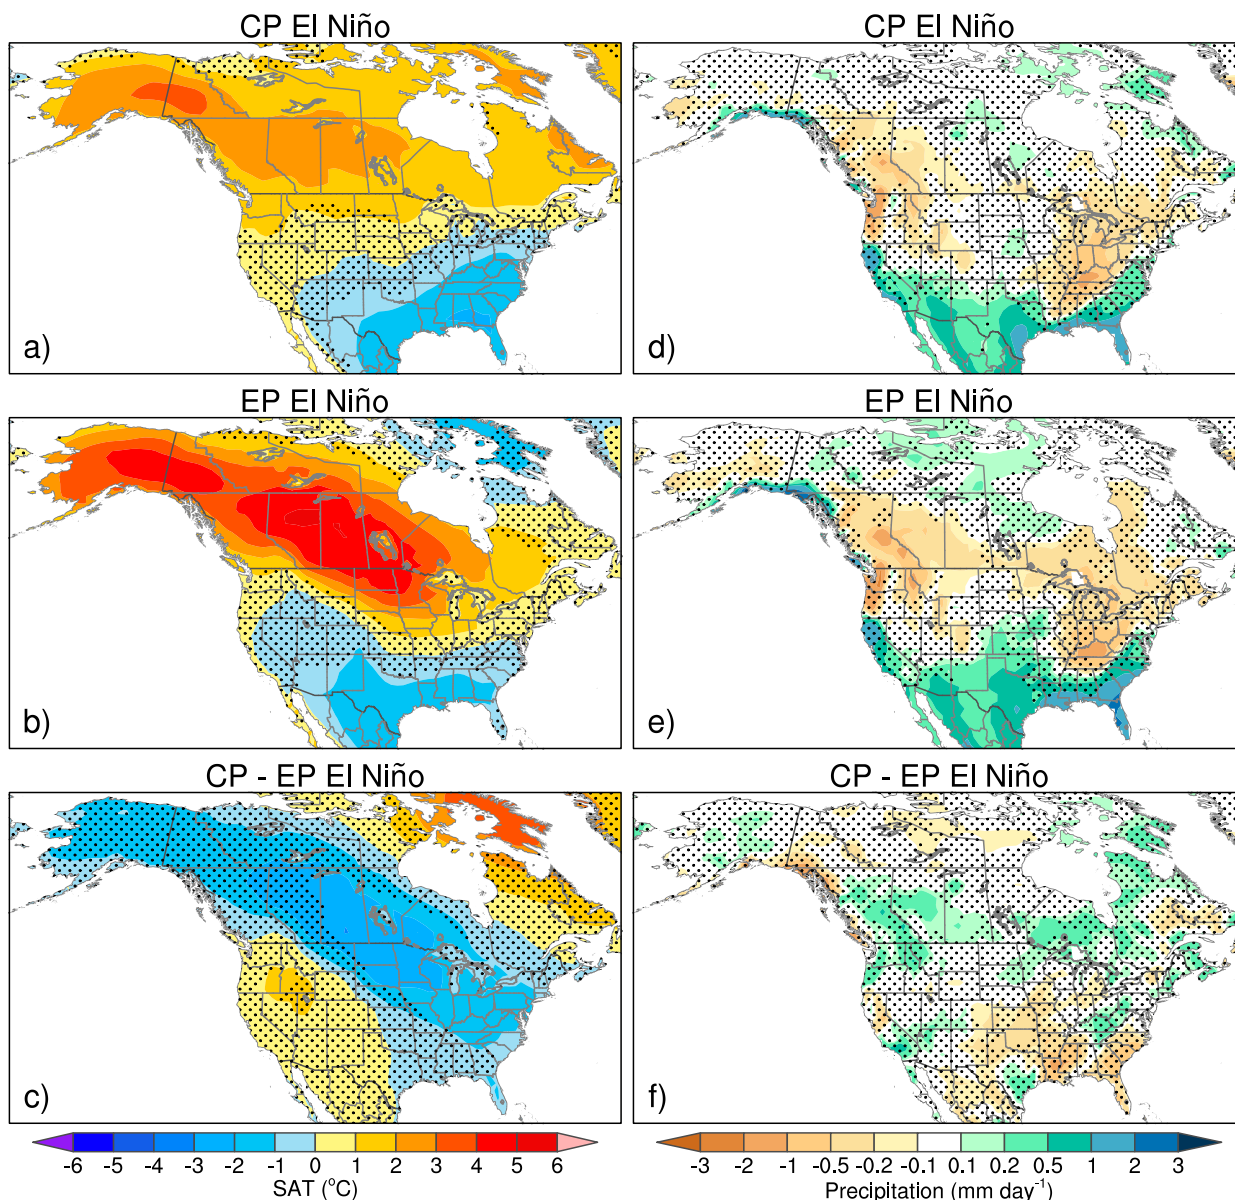 CP El Niño
CP El Niño
a)
d)
EP El Niño
EP El Niño
b)
e)
CP - EP El Niño
CP - EP El Niño
c)
f)
-6 -5 -4 -3 -2 -1 0 1 2 3 4 5 6
SAT (°C)
-3 -2 -1 -0.5 -0.2 -0.1 0.1 0.2 0.5 1 2 3
Precipitation (mm day⁻¹)